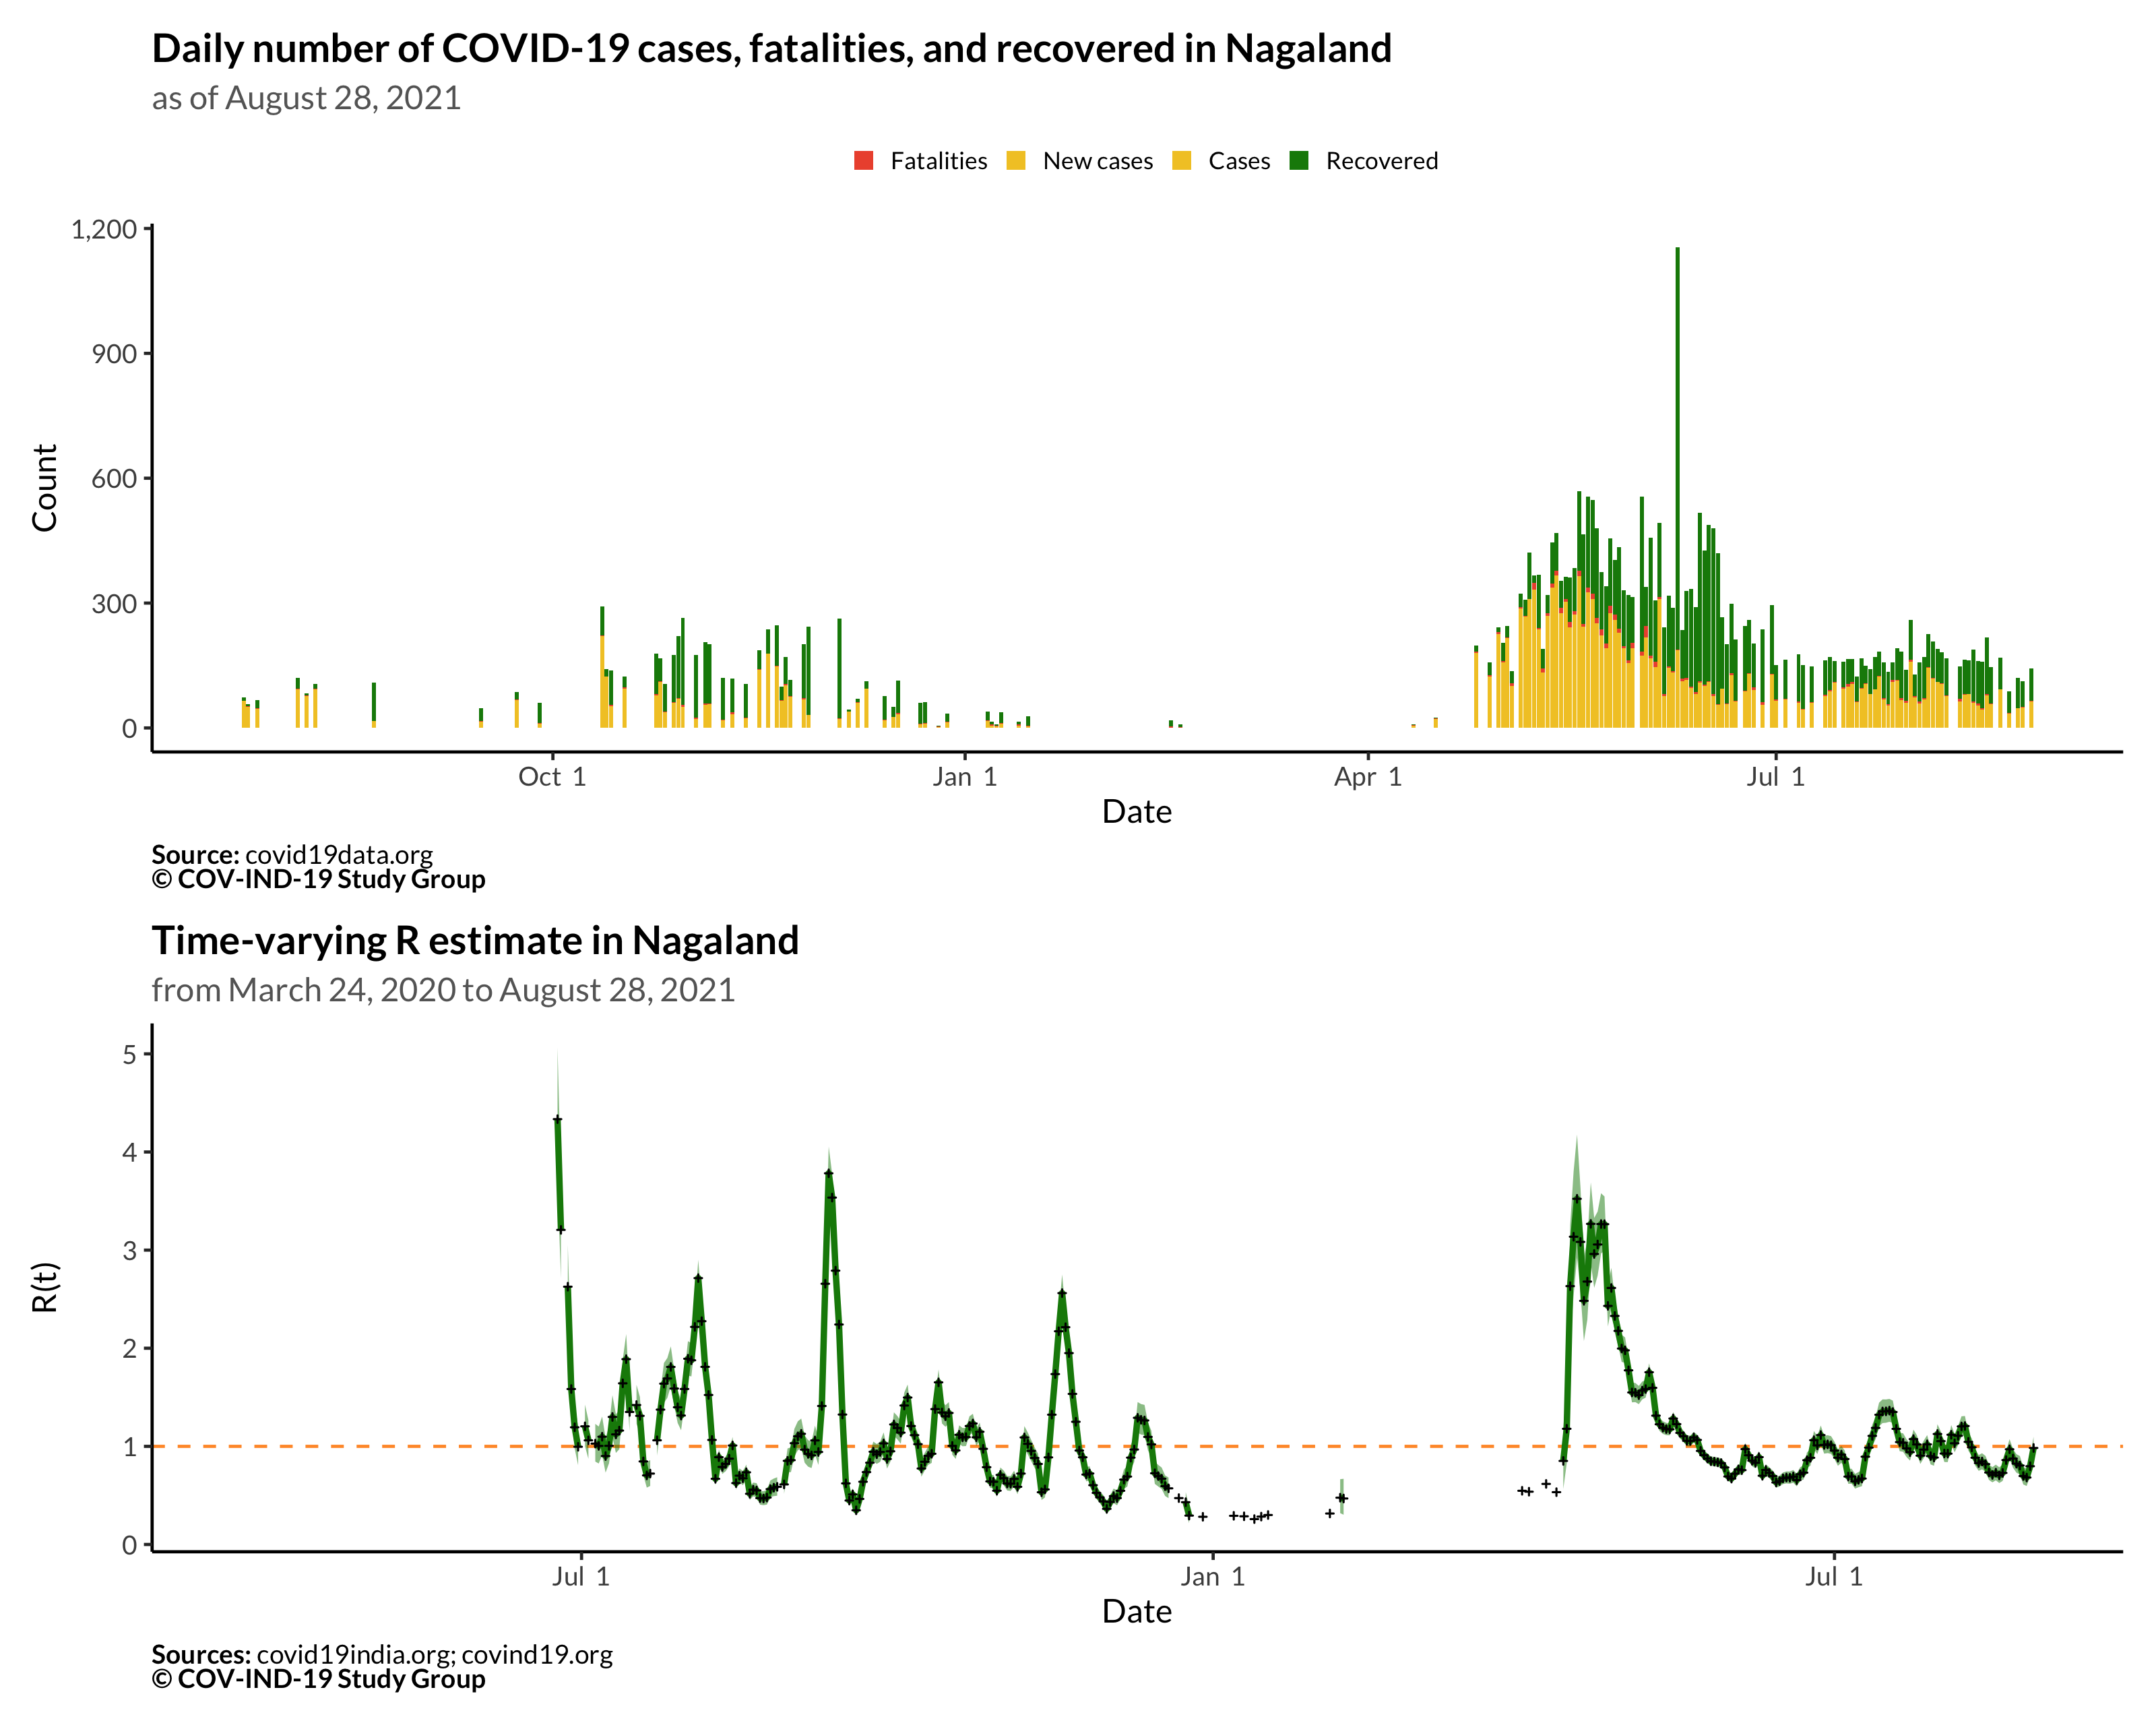 Daily number of COVID-19 cases, fatalities, and recovered in Nagaland
as of August 28, 2021
Fatalities New cases Cases Recovered
1,200
900
600
300
0
Count
Oct 1 Jan 1 Apr 1 Jul 1
Date
Source: covid19data.org
© COV-IND-19 Study Group
Time-varying R estimate in Nagaland
from March 24, 2020 to August 28, 2021
5
4
3
2
1
0
R(t)
Jul 1 Jan 1 Jul 1
Date
Sources: covid19india.org; covind19.org
© COV-IND-19 Study Group